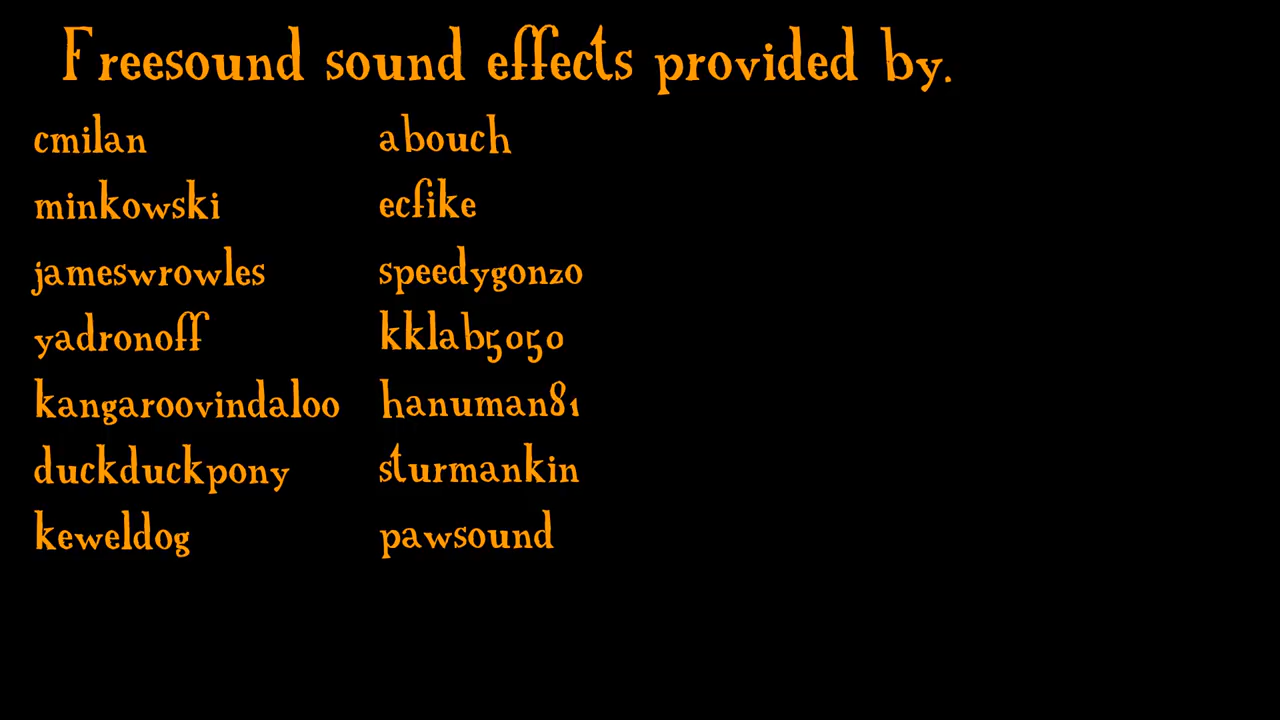 Freesound sound effects provided by.
cmilan
minkowski
jameswrowles
yadronoff
kangaroovindaloo
duckduckpony
keweldog
abouch
ecfike
speedygonzo
kklab5050
hanuman81
sturmankin
pawsound